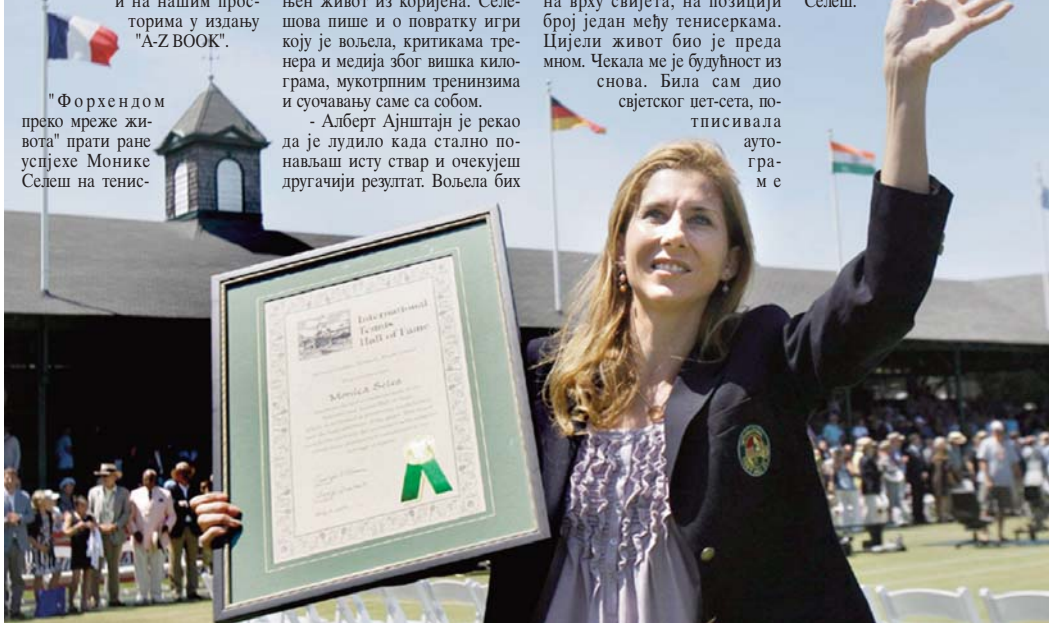 и на нашим прос-
торима у издању
"A-Z BOOK".
"Форхендом
преко мреже жи-
вота" прати ране
успјехе Монике
Селеш на тенис-
њен живот из коријена. Селе-
шова пише и о повратку игри
коју је вољела, критикама тре-
нера и медија због вишка кило-
грама, мукотрпним тренинзима
и суочавању саме са собом.
- Алберт Ајнштајн је рекао
да је лудило када стално по-
нављаш исту ствар и очекујеш
другачији резултат. Вољела бих
на врху свијета, на позицији
број један међу тенисеркама.
Цијели живот био је преда
мном. Чекала ме је будућност из
снова. Била сам дио
свјетског џет-сета, по-
тписивала
ауто-
гра-
ме
Селеш.
International
Tennis
Hall of Fame
Monica Seles